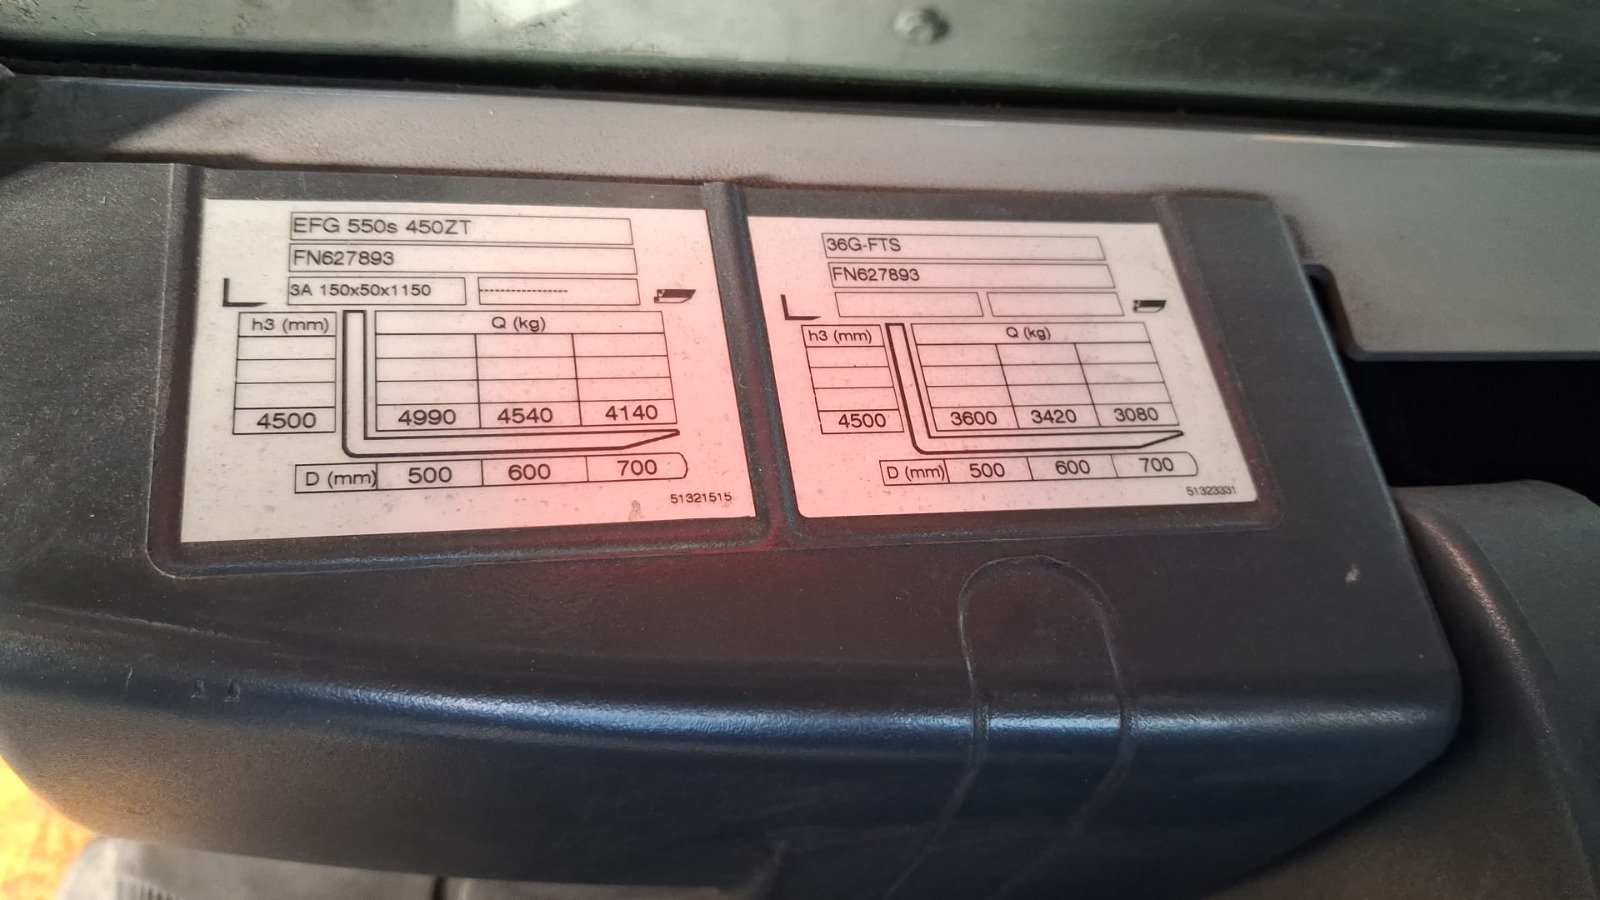 EFG 550s 450ZT
FN627893
3A 150x50x1150 ---------------
h3 (mm) Q (kg)
4500 4990 4540 4140
D (mm) 500 600 700
51321515
36G-FTS
FN627893
h3 (mm) Q (kg)
4500 3600 3420 3080
D (mm) 500 600 700
51323331